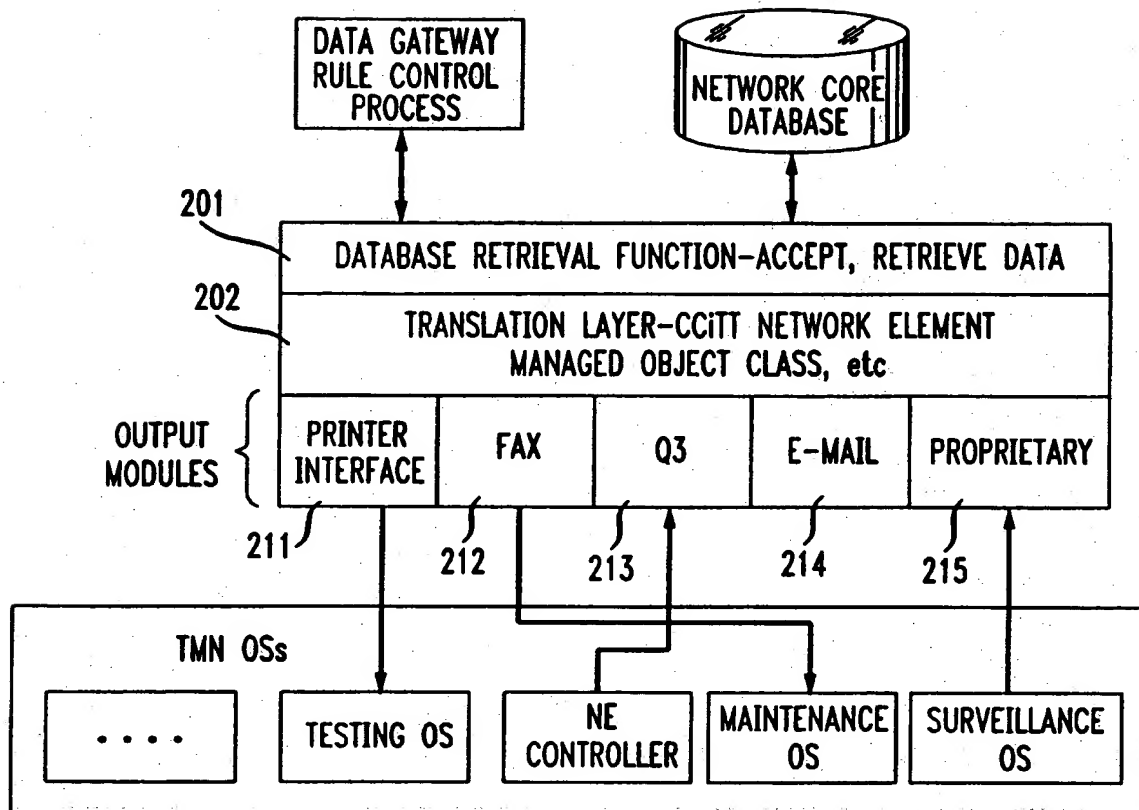 DATA GATEWAY
RULE CONTROL
PROCESS
NETWORK CORE
DATABASE
201
DATABASE RETRIEVAL FUNCTION-ACCEPT, RETRIEVE DATA
202
TRANSLATION LAYER-CCiTT NETWORK ELEMENT
MANAGED OBJECT CLASS, etc
OUTPUT
MODULES
PRINTER
INTERFACE
FAX
Q3
E-MAIL
PROPRIETARY
211
212
213
214
215
TMN OSs
....
TESTING OS
NE
CONTROLLER
MAINTENANCE
OS
SURVEILLANCE
OS